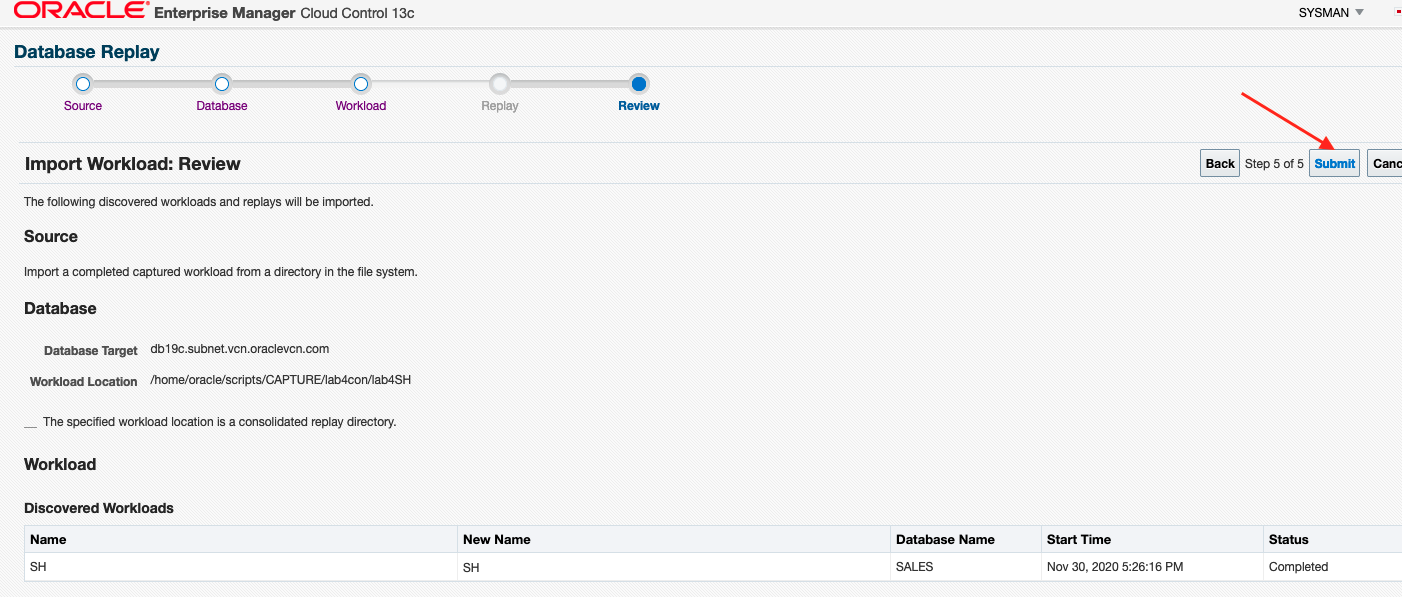 ORACLE Enterprise Manager Cloud Control 13c SYSMAN
Database Replay
Source Database Workload Replay Review
Import Workload: Review Back Step 5 of 5 Submit Canc
The following discovered workloads and replays will be imported.
Source
Import a completed captured workload from a directory in the file system.
Database
Database Target db19c.subnet.vcn.oraclevcn.com
Workload Location /home/oracle/scripts/CAPTURE/lab4con/lab4SH
The specified workload location is a consolidated replay directory.
Workload
Discovered Workloads
Name New Name Database Name Start Time Status
SH SH SALES Nov 30, 2020 5:26:16 PM Completed